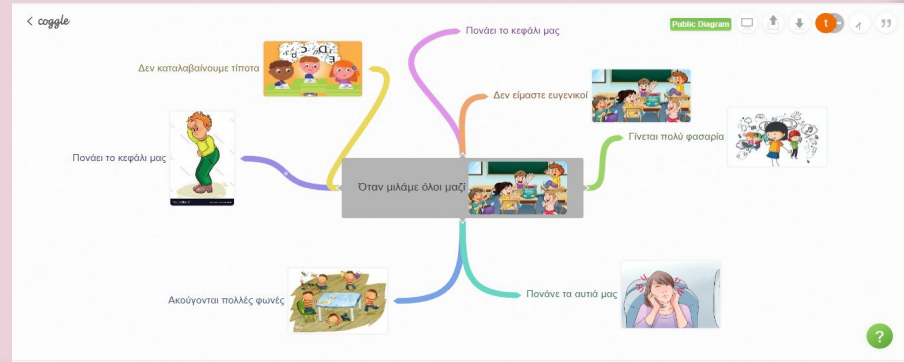 coggle
Public Diagram
t
Πονάει το κεφάλι μας
Δεν καταλαβαίνουμε τίποτα
Δεν είμαστε ευγενικοί
Γίνεται πολύ φασαρία
Πονάει το κεφάλι μας
Όταν μιλάμε όλοι μαζί
Ακούγονται πολλές φωνές
Πονάνε τα αυτιά μας
?